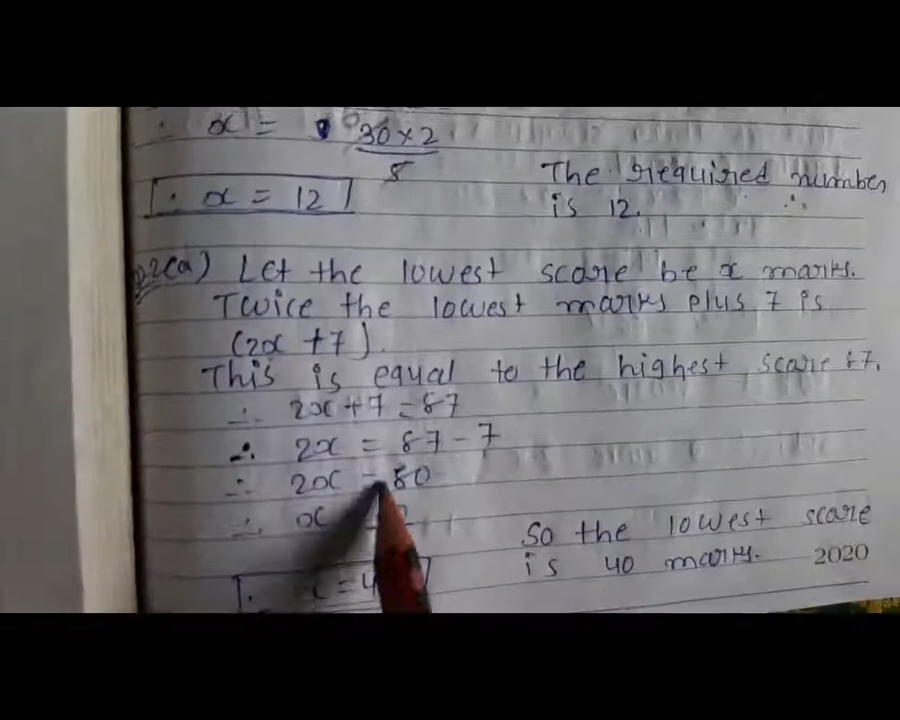 ∴ x = 30 × 2
8
The required number
∴ x = 12
is 12.
Q.2(a) Let the lowest score be x marks.
Twice the lowest marks plus 7 is
(2x + 7).
This is equal to the highest score 87.
∴ 2x + 7 = 87
∴ 2x = 87 - 7
∴ 2x = 80
∴ x
So the lowest score
is 40 marks.
2020
x = 4